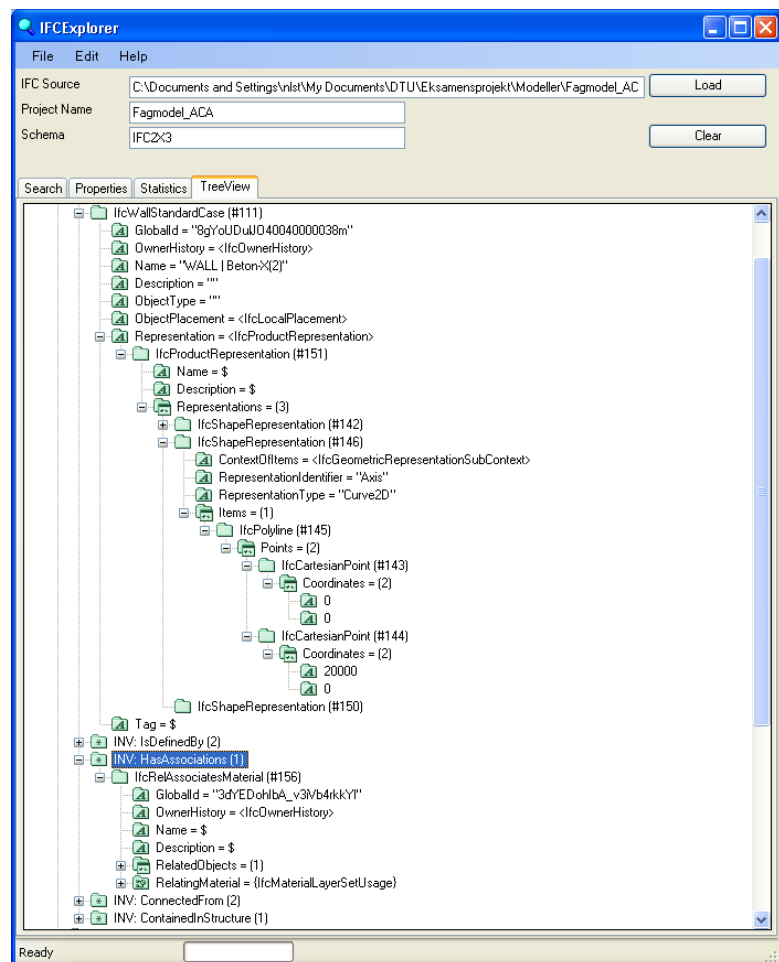 IFCExplorer
File Edit Help
IFC Source C:\Documents and Settings\nlst\My Documents\DTU\Eksamensprojekt\Modeller\Fagmodel_AC Load
Project Name Fagmodel_ACA
Schema IFC2X3 Clear
Search Properties Statistics TreeView
IfcWallStandardCase (#111)
GlobalId = "8gYoUDuIJO40040000038m"
OwnerHistory = <IfcOwnerHistory>
Name = "WALL | Beton-X(2)"
Description = ""
ObjectType = ""
ObjectPlacement = <IfcLocalPlacement>
Representation = <IfcProductRepresentation>
IfcProductRepresentation (#151)
Name = $
Description = $
Representations = (3)
IfcShapeRepresentation (#142)
IfcShapeRepresentation (#146)
ContextOfItems = <IfcGeometricRepresentationSubContext>
RepresentationIdentifier = "Axis"
RepresentationType = "Curve2D"
Items = (1)
IfcPolyline (#145)
Points = (2)
IfcCartesianPoint (#143)
Coordinates = (2)
0
0
IfcCartesianPoint (#144)
Coordinates = (2)
20000
0
IfcShapeRepresentation (#150)
Tag = $
INV: IsDefinedBy (2)
INV: HasAssociations (1)
IfcRelAssociatesMaterial (#156)
GlobalId = "3dYEDohlbA_v3iVb4rkkYI"
OwnerHistory = <IfcOwnerHistory>
Name = $
Description = $
RelatedObjects = (1)
RelatingMaterial = {IfcMaterialLayerSetUsage}
INV: ConnectedFrom (2)
INV: ContainedInStructure (1)
Ready